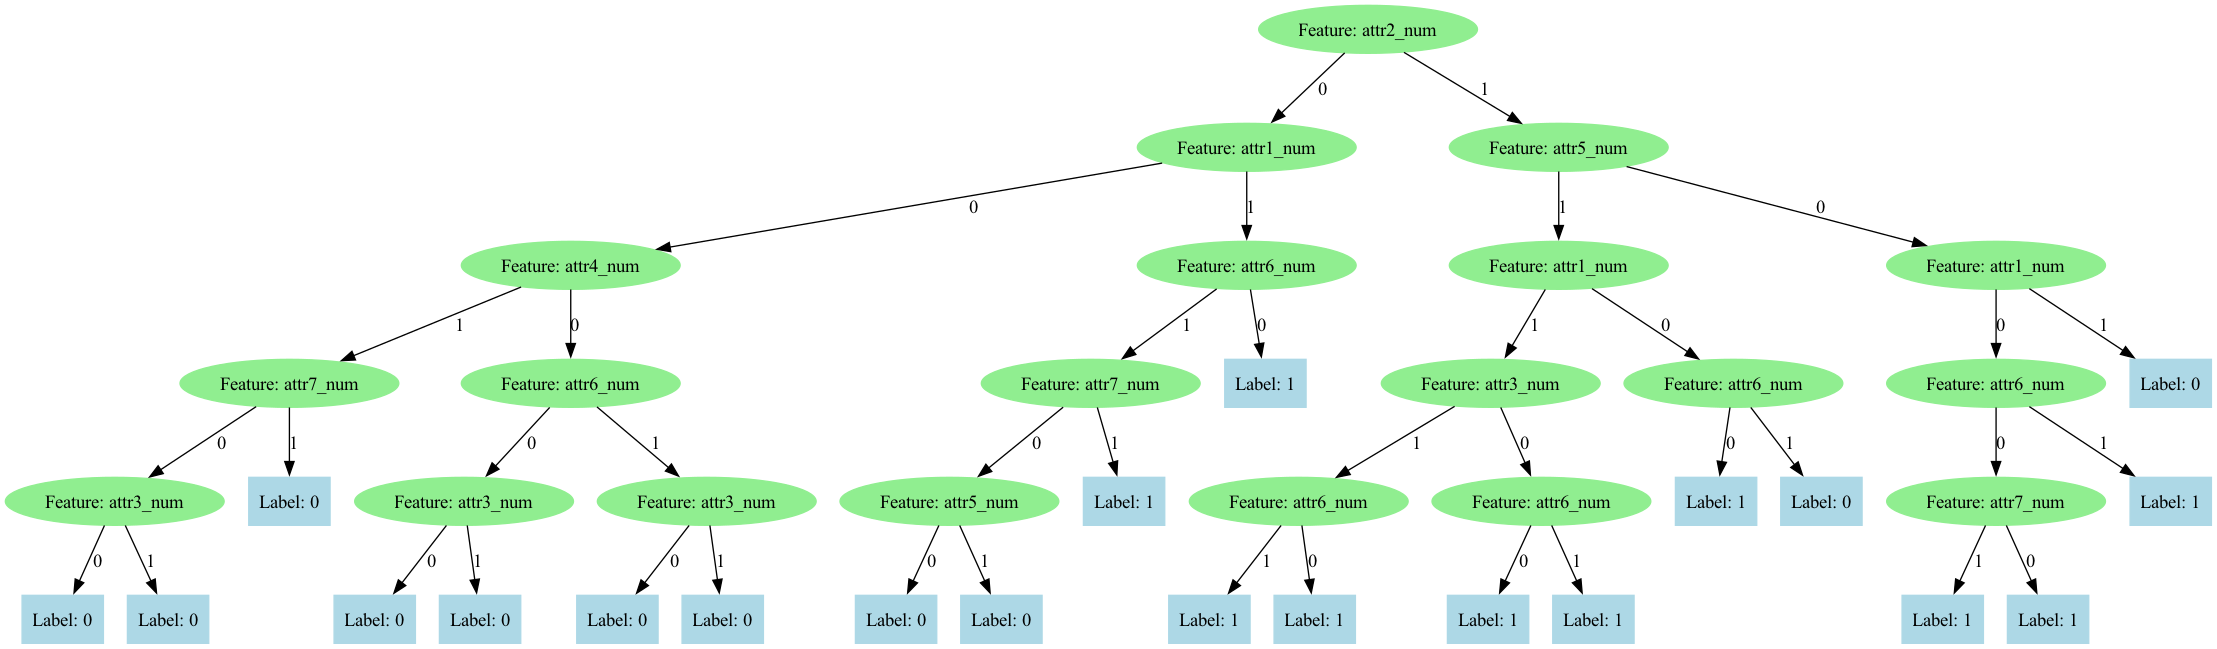 Feature: attr2_num
0
1
Feature: attr1_num
Feature: attr5_num
0
1
1
0
Feature: attr4_num
Feature: attr6_num
Feature: attr1_num
Feature: attr1_num
1
0
1
0
1
0
0
1
Feature: attr7_num
Feature: attr6_num
Feature: attr7_num
Label: 1
Feature: attr3_num
Feature: attr6_num
Feature: attr6_num
Label: 0
0
1
0
1
0
1
1
0
0
1
0
1
Feature: attr3_num
Label: 0
Feature: attr3_num
Feature: attr3_num
Feature: attr5_num
Label: 1
Feature: attr6_num
Feature: attr6_num
Label: 1
Label: 0
Feature: attr7_num
Label: 1
0
1
0
1
0
1
0
1
1
0
0
1
1
0
Label: 0
Label: 0
Label: 0
Label: 0
Label: 0
Label: 0
Label: 0
Label: 0
Label: 1
Label: 1
Label: 1
Label: 1
Label: 1
Label: 1